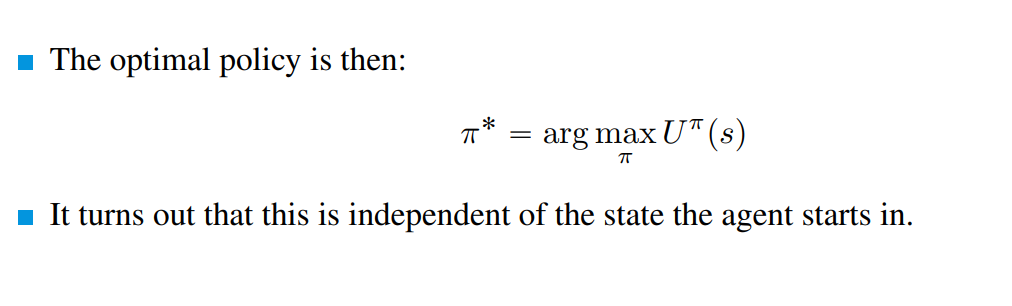 ■ The optimal policy is then:
π* = arg max U^π(s)
π
■ It turns out that this is independent of the state the agent starts in.